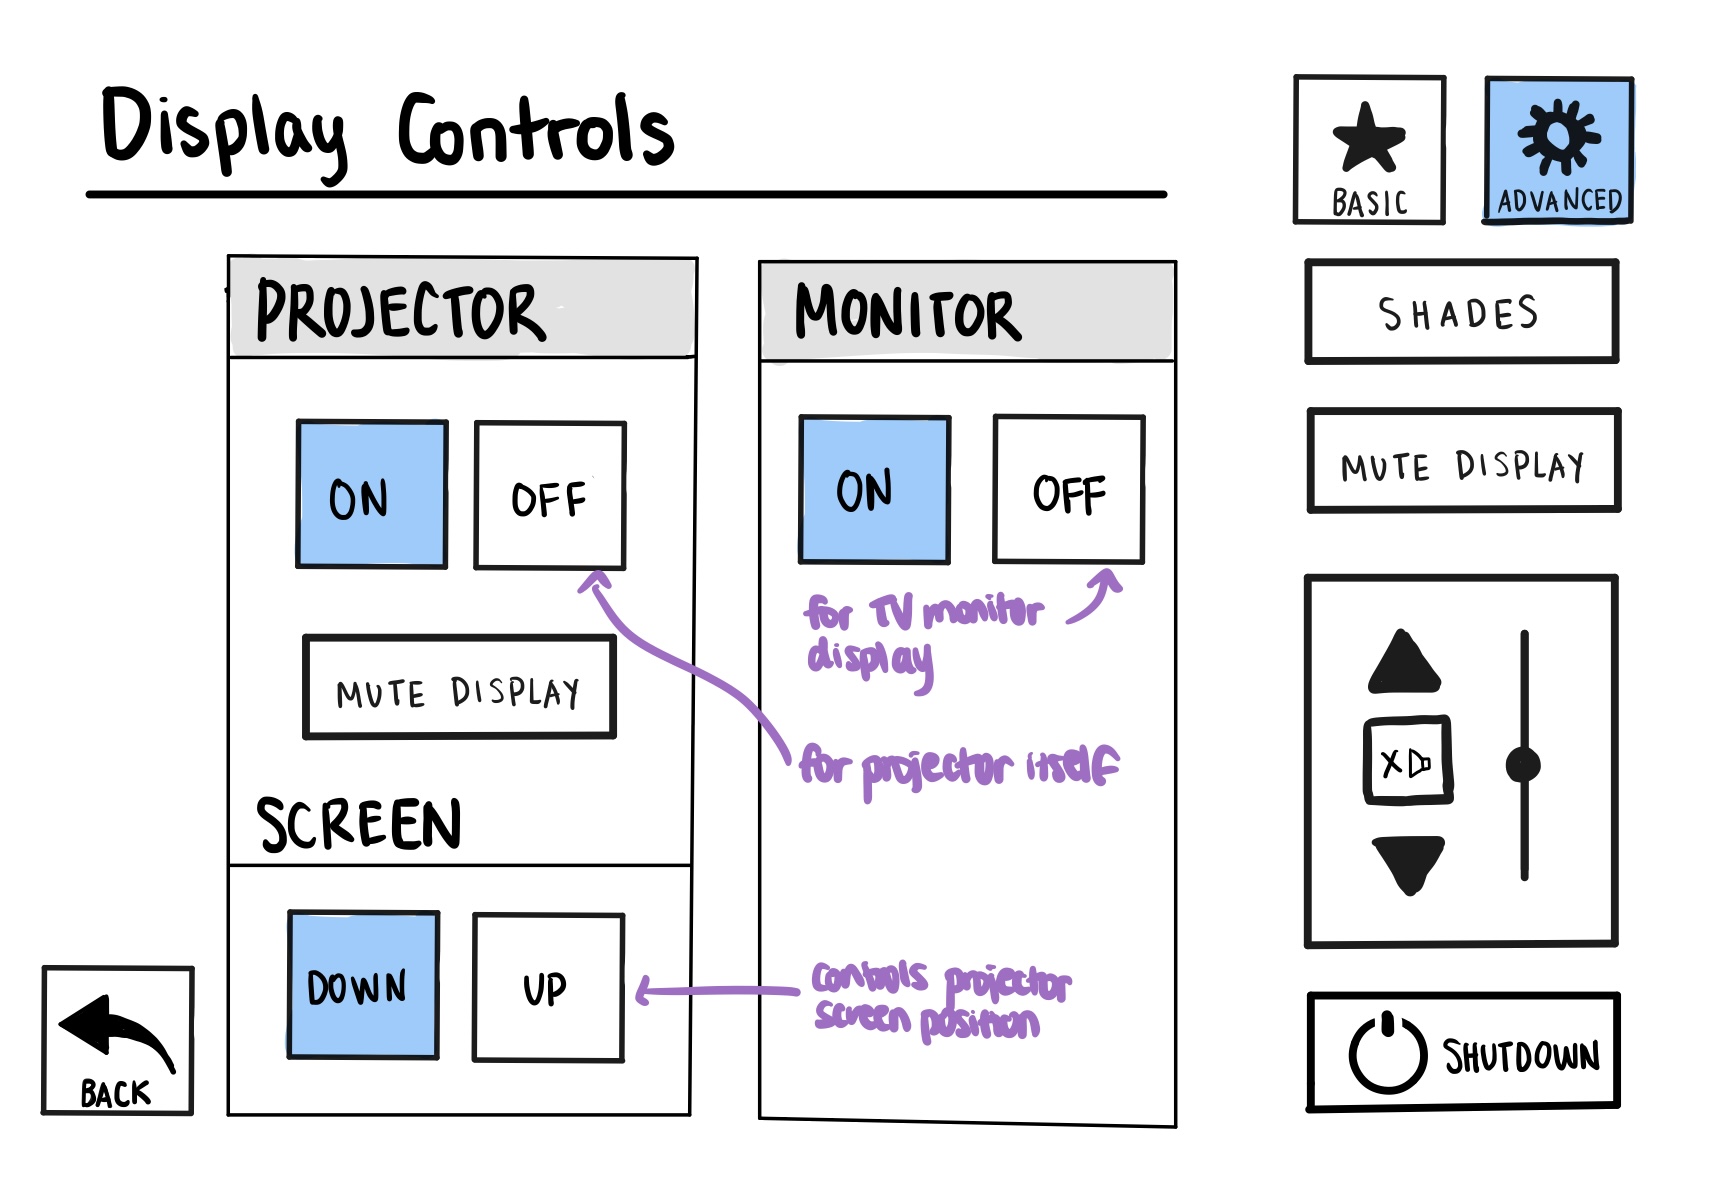 Display Controls
BASIC
ADVANCED
PROJECTOR
ON
OFF
MUTE DISPLAY
SCREEN
DOWN
UP
MONITOR
ON
OFF
for TV monitor
display
for projector itself
controls projector
screen position
SHADES
MUTE DISPLAY
X
SHUTDOWN
BACK